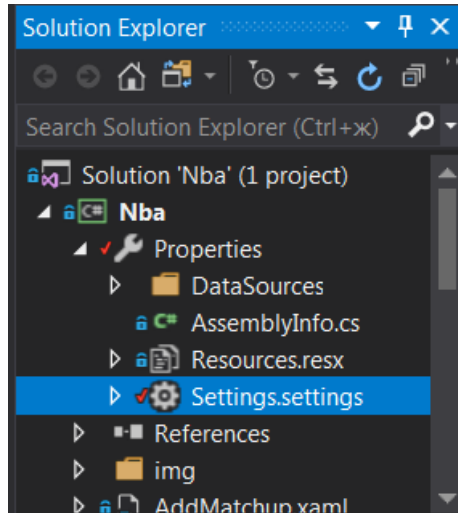 Solution Explorer
Search Solution Explorer (Ctrl+ж)
Solution 'Nba' (1 project)
C# Nba
Properties
DataSources
C# AssemblyInfo.cs
Resources.resx
Settings.settings
References
img
AddMatchup.xaml